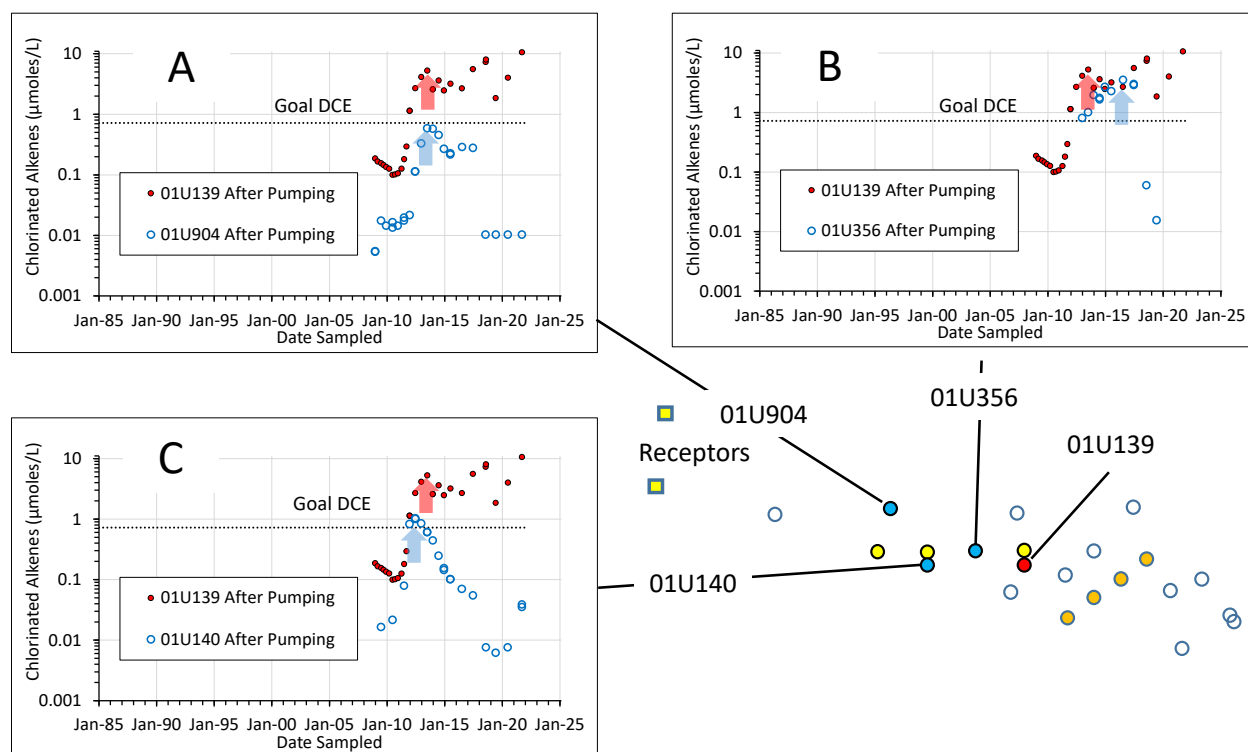 A
Chlorinated Alkenes (µmoles/L)
10
1
0.1
0.01
0.001
Goal DCE
01U139 After Pumping
01U904 After Pumping
Jan-85 Jan-90 Jan-95 Jan-00 Jan-05 Jan-10 Jan-15 Jan-20 Jan-25
Date Sampled
B
Chlorinated Alkenes (µmoles/L)
10
1
0.1
0.01
0.001
Goal DCE
01U139 After Pumping
01U356 After Pumping
Jan-85 Jan-90 Jan-95 Jan-00 Jan-05 Jan-10 Jan-15 Jan-20 Jan-25
Date Sampled
C
Chlorinated Alkenes (µmoles/L)
10
1
0.1
0.01
0.001
Goal DCE
01U139 After Pumping
01U140 After Pumping
Jan-85 Jan-90 Jan-95 Jan-00 Jan-05 Jan-10 Jan-15 Jan-20 Jan-25
Date Sampled
01U904
01U356
Receptors
01U139
01U140